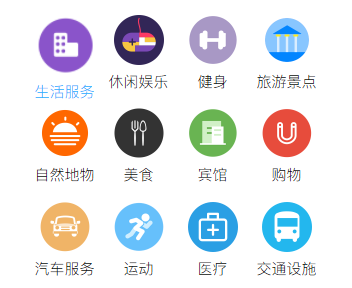 生活服务 休闲娱乐 健身 旅游景点
自然地物 美食 宾馆 购物
汽车服务 运动 医疗 交通设施